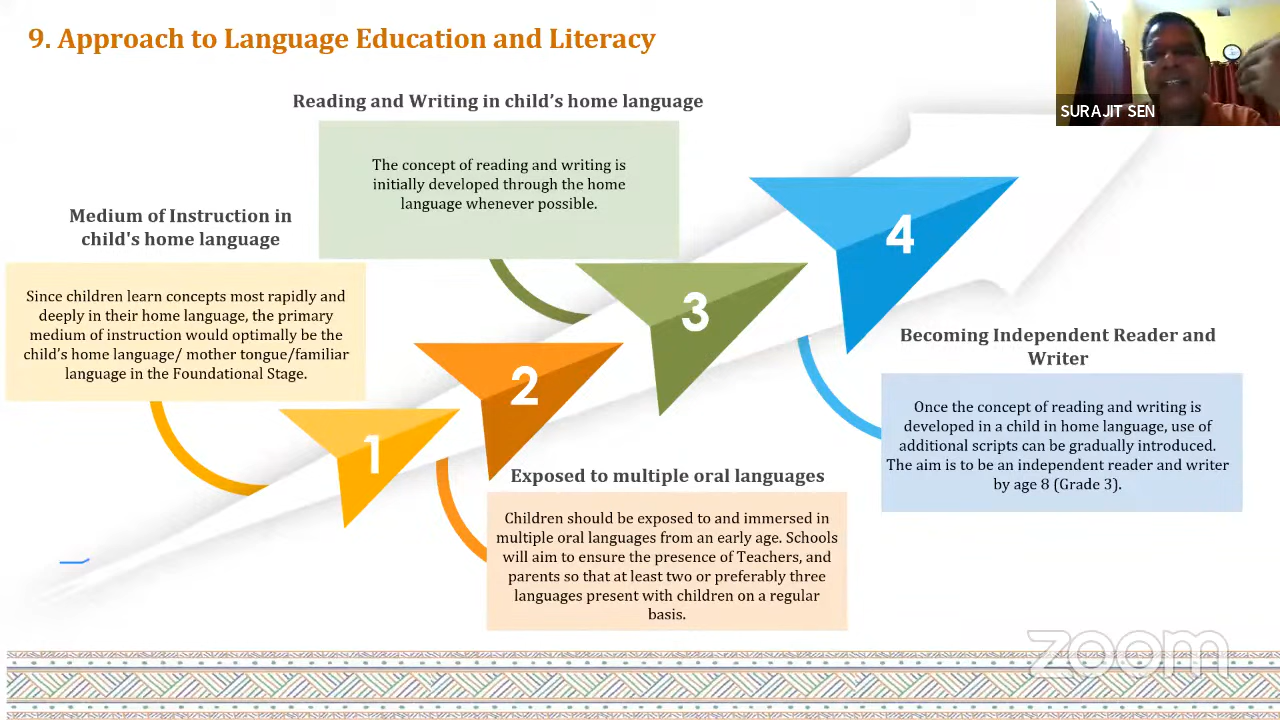 9. Approach to Language Education and Literacy
SURAJIT SEN
Reading and Writing in child's home language
The concept of reading and writing is
initially developed through the home
language whenever possible.
Medium of Instruction in
child's home language
Since children learn concepts most rapidly and
deeply in their home language, the primary
medium of instruction would optimally be the
child's home language/ mother tongue/familiar
language in the Foundational Stage.
1
2
3
4
Exposed to multiple oral languages
Children should be exposed to and immersed in
multiple oral languages from an early age. Schools
will aim to ensure the presence of Teachers, and
parents so that at least two or preferably three
languages present with children on a regular
basis.
Becoming Independent Reader and
Writer
Once the concept of reading and writing is
developed in a child in home language, use of
additional scripts can be gradually introduced.
The aim is to be an independent reader and writer
by age 8 (Grade 3).
zoom